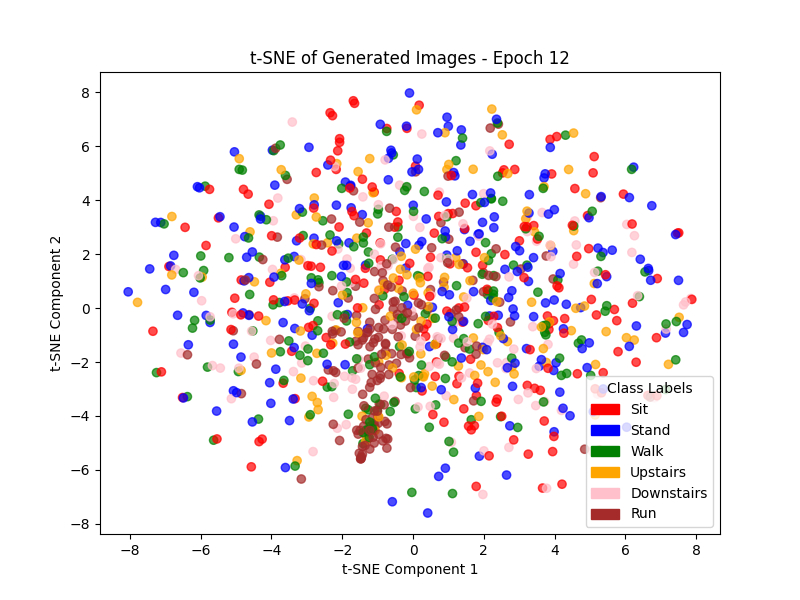 t-SNE of Generated Images - Epoch 12
8
6
4
2
0
−2
−4
−6
−8
t-SNE Component 2
Class Labels
Sit
Stand
Walk
Upstairs
Downstairs
Run
−8 −6 −4 −2 0 2 4 6 8
t-SNE Component 1